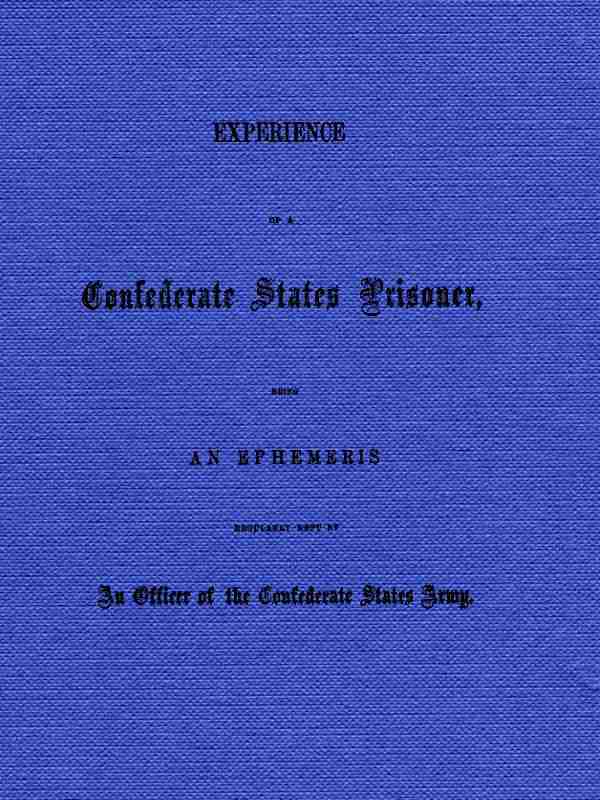 EXPERIENCE
OF A
Confederate States Prisoner,
BEING
AN EPHEMERIS
REGULARLY KEPT BY
An Officer of the Confederate States Army.